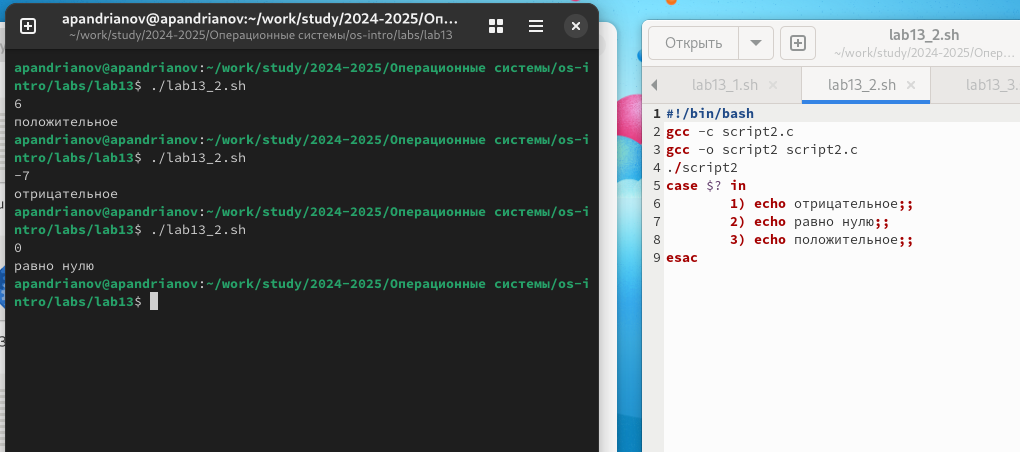 apandrianov@apandrianov:~/work/study/2024-2025/Оп...
~/work/study/2024-2025/Операционные системы/os-intro/labs/lab13
apandrianov@apandrianov:~/work/study/2024-2025/Операционные системы/os-i
ntro/labs/lab13$ ./lab13_2.sh
6
положительное
apandrianov@apandrianov:~/work/study/2024-2025/Операционные системы/os-i
ntro/labs/lab13$ ./lab13_2.sh
-7
отрицательное
apandrianov@apandrianov:~/work/study/2024-2025/Операционные системы/os-i
ntro/labs/lab13$ ./lab13_2.sh
0
равно нулю
apandrianov@apandrianov:~/work/study/2024-2025/Операционные системы/os-i
ntro/labs/lab13$
Открыть
lab13_2.sh
~/work/study/2024-2025/Опер...
lab13_1.sh × lab13_2.sh × lab13_3.
1 #!/bin/bash
2 gcc -c script2.c
3 gcc -o script2 script2.c
4 ./script2
5 case $? in
6 1) echo отрицательное;;
7 2) echo равно нулю;;
8 3) echo положительное;;
9 esac